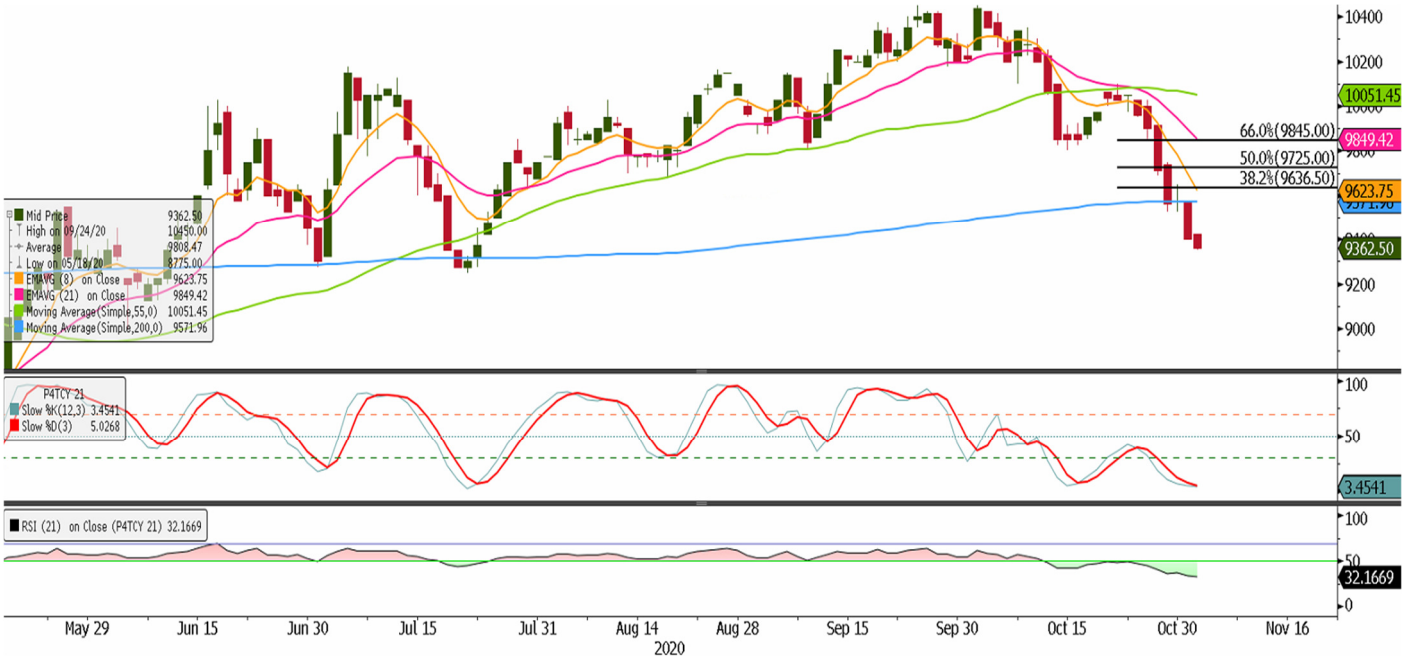 10400
10200
10051.45
10000
66.0%(9845.00)
9849.42
9800
50.0%(9725.00)
38.2%(9636.50)
9623.75
9571.96
9400
9362.50
9200
9000
Mid Price 9362.50
High on 09/24/20 10450.00
Average 9808.47
Low on 05/18/20 8775.00
EMAVG (8) on Close 9623.75
EMAVG (21) on Close 9849.42
Moving Average(Simple,55,0) 10051.45
Moving Average(Simple,200,0) 9571.96
P4TCY 21
Slow %K(12,3) 3.4541
Slow %D(3) 5.0268
100
50
3.4541
RSI (21) on Close (P4TCY 21) 32.1669
100
50
32.1669
0
May 29 Jun 15 Jun 30 Jul 15 Jul 31 Aug 14 Aug 28 Sep 15 Sep 30 Oct 15 Oct 30 Nov 16
2020